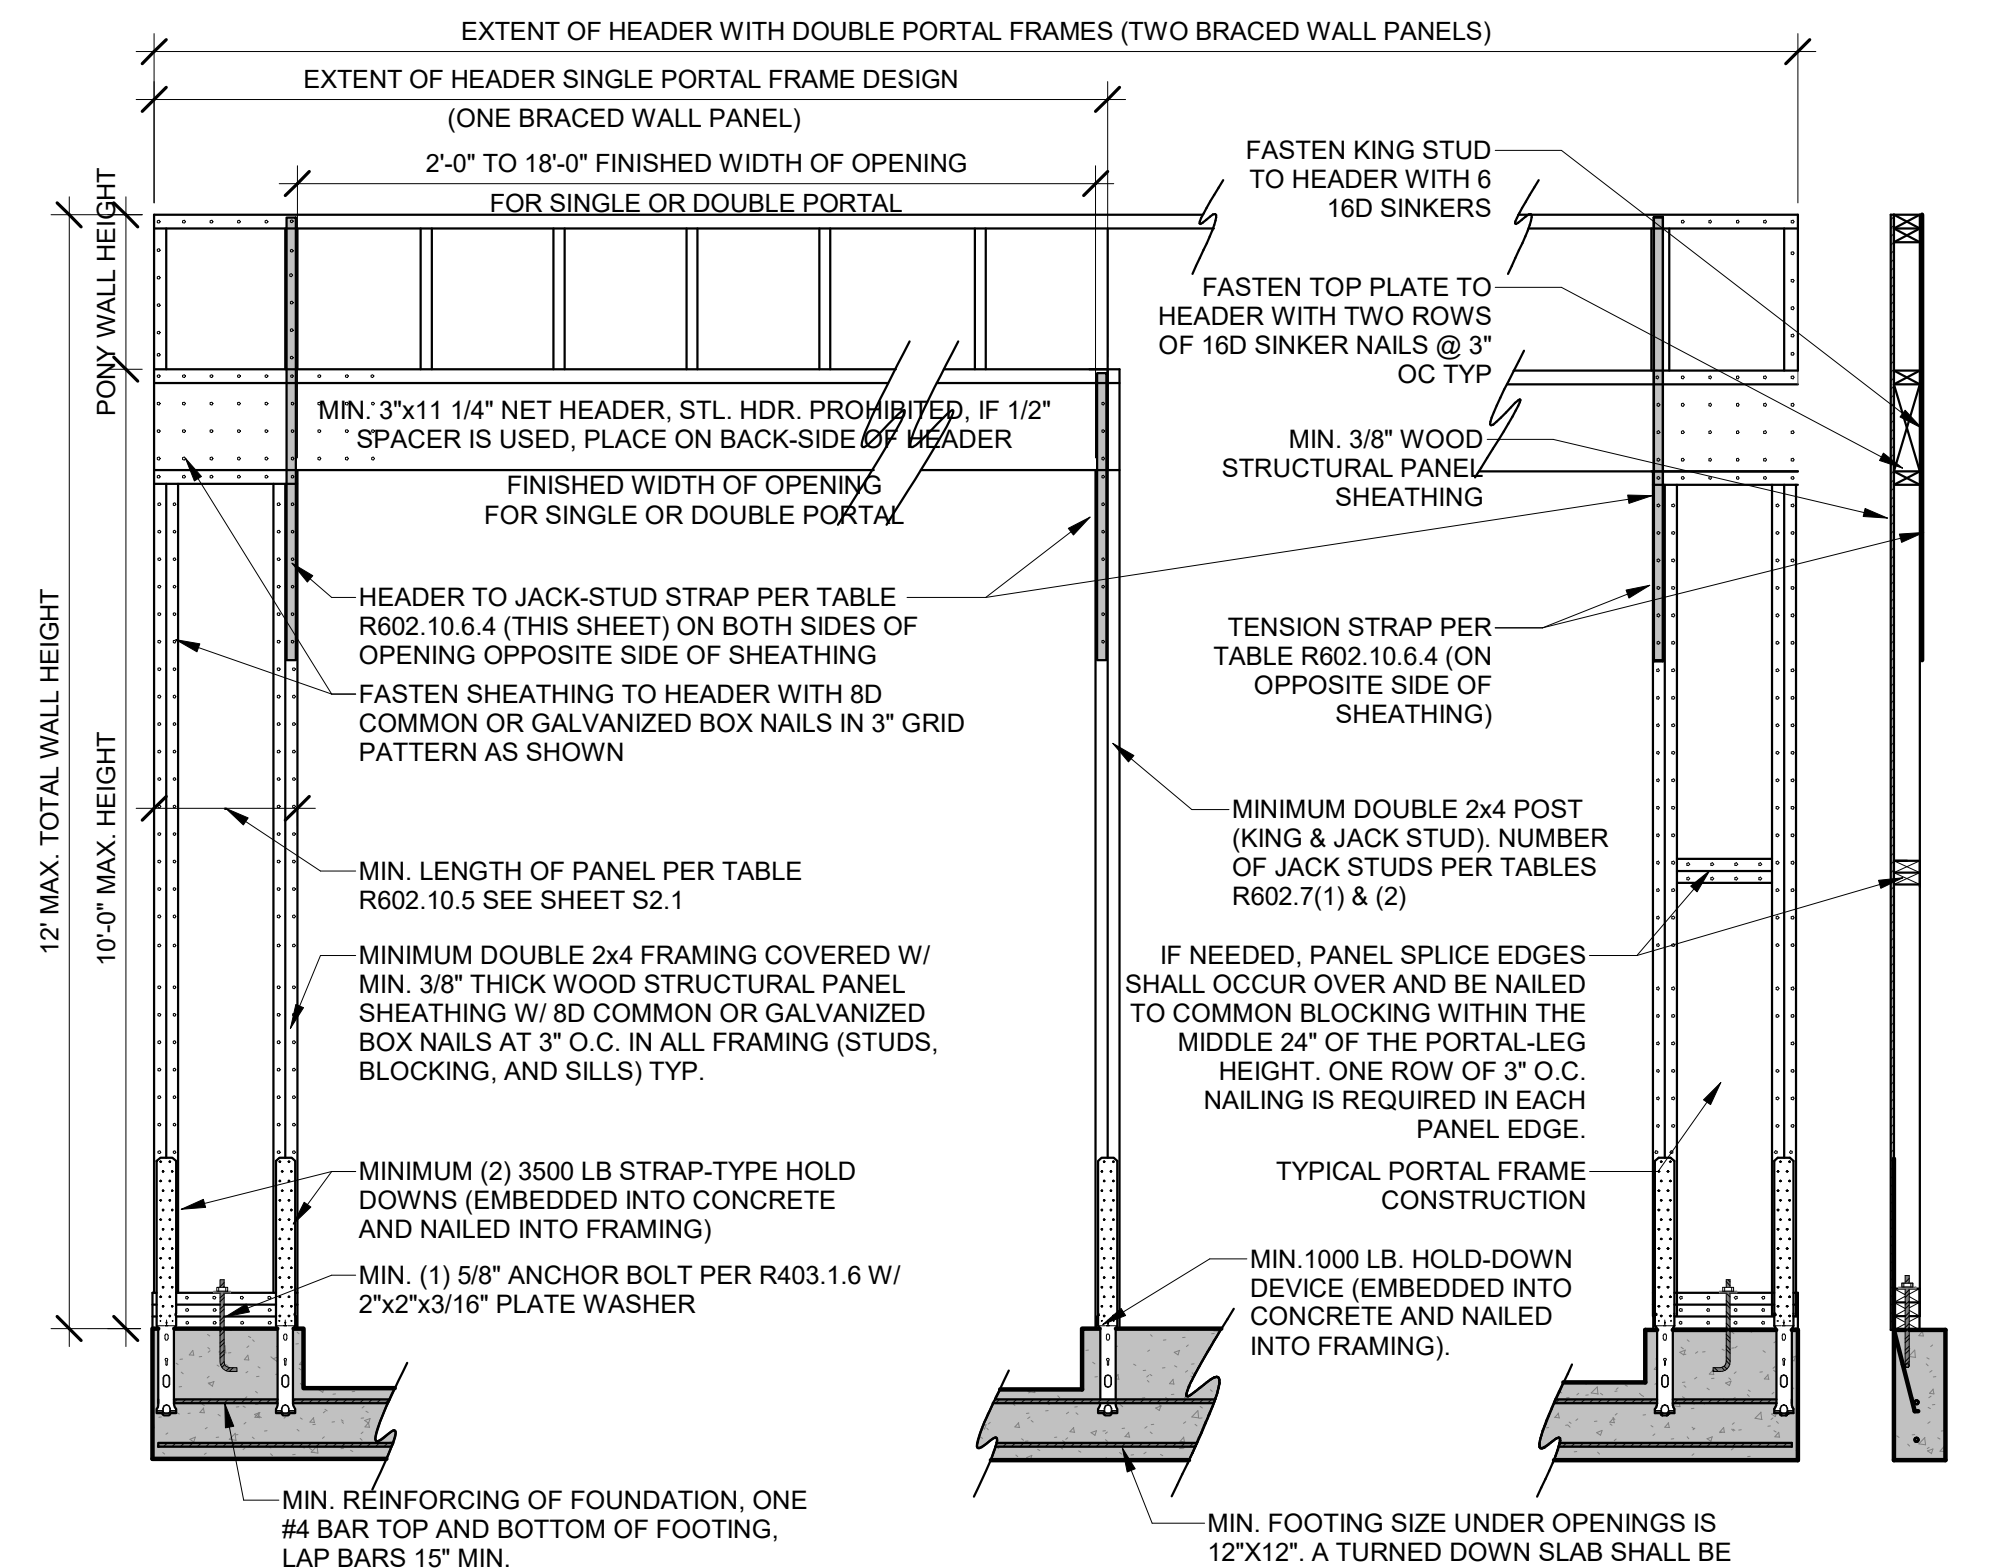 EXTENT OF HEADER WITH DOUBLE PORTAL FRAMES (TWO BRACED WALL PANELS)
EXTENT OF HEADER SINGLE PORTAL FRAME DESIGN
(ONE BRACED WALL PANEL)
2'-0" TO 18'-0" FINISHED WIDTH OF OPENING
FOR SINGLE OR DOUBLE PORTAL
PONY WALL HEIGHT
12' MAX. TOTAL WALL HEIGHT
10'-0" MAX. HEIGHT
FASTEN KING STUD
TO HEADER WITH 6
16D SINKERS
FASTEN TOP PLATE TO
HEADER WITH TWO ROWS
OF 16D SINKER NAILS @ 3"
OC TYP
MIN. 3"x11 1/4" NET HEADER, STL. HDR. PROHIBITED, IF 1/2"
SPACER IS USED, PLACE ON BACK-SIDE OF HEADER
MIN. 3/8" WOOD
STRUCTURAL PANEL
SHEATHING
FINISHED WIDTH OF OPENING
FOR SINGLE OR DOUBLE PORTAL
HEADER TO JACK-STUD STRAP PER TABLE
R602.10.6.4 (THIS SHEET) ON BOTH SIDES OF
OPENING OPPOSITE SIDE OF SHEATHING
TENSION STRAP PER
TABLE R602.10.6.4 (ON
OPPOSITE SIDE OF
SHEATHING)
FASTEN SHEATHING TO HEADER WITH 8D
COMMON OR GALVANIZED BOX NAILS IN 3" GRID
PATTERN AS SHOWN
MINIMUM DOUBLE 2x4 POST
(KING & JACK STUD). NUMBER
OF JACK STUDS PER TABLES
R602.7(1) & (2)
MIN. LENGTH OF PANEL PER TABLE
R602.10.5 SEE SHEET S2.1
MINIMUM DOUBLE 2x4 FRAMING COVERED W/
MIN. 3/8" THICK WOOD STRUCTURAL PANEL
SHEATHING W/ 8D COMMON OR GALVANIZED
BOX NAILS AT 3" O.C. IN ALL FRAMING (STUDS,
BLOCKING, AND SILLS) TYP.
IF NEEDED, PANEL SPLICE EDGES
SHALL OCCUR OVER AND BE NAILED
TO COMMON BLOCKING WITHIN THE
MIDDLE 24" OF THE PORTAL-LEG
HEIGHT. ONE ROW OF 3" O.C.
NAILING IS REQUIRED IN EACH
PANEL EDGE.
MINIMUM (2) 3500 LB STRAP-TYPE HOLD
DOWNS (EMBEDDED INTO CONCRETE
AND NAILED INTO FRAMING)
TYPICAL PORTAL FRAME
CONSTRUCTION
MIN. (1) 5/8" ANCHOR BOLT PER R403.1.6 W/
2"x2"x3/16" PLATE WASHER
MIN.1000 LB. HOLD-DOWN
DEVICE (EMBEDDED INTO
CONCRETE AND NAILED
INTO FRAMING).
MIN. REINFORCING OF FOUNDATION, ONE
#4 BAR TOP AND BOTTOM OF FOOTING,
LAP BARS 15" MIN.
MIN. FOOTING SIZE UNDER OPENINGS IS
12"X12". A TURNED DOWN SLAB SHALL BE